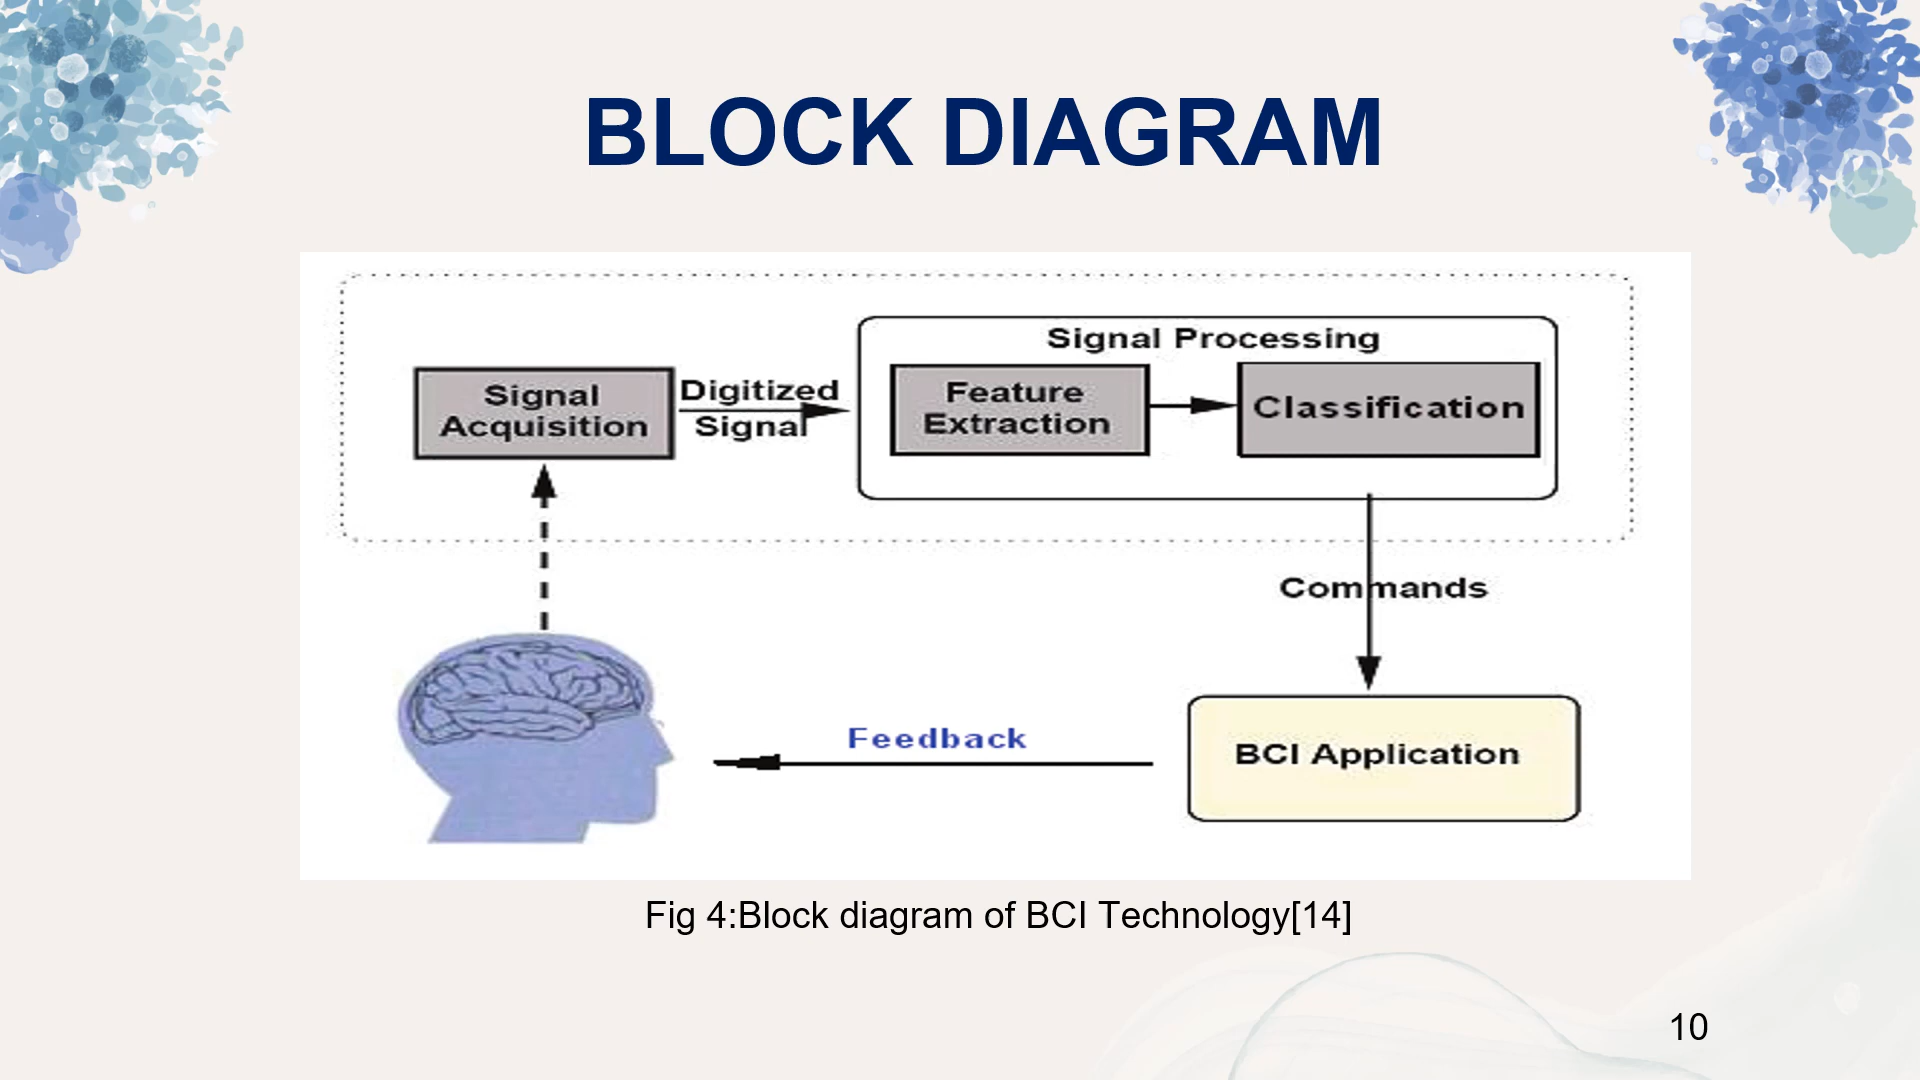 BLOCK DIAGRAM
Signal Processing
Signal
Acquisition
Digitized
Signal
Feature
Extraction
Classification
Commands
Feedback
BCI Application
Fig 4:Block diagram of BCI Technology[14]
10